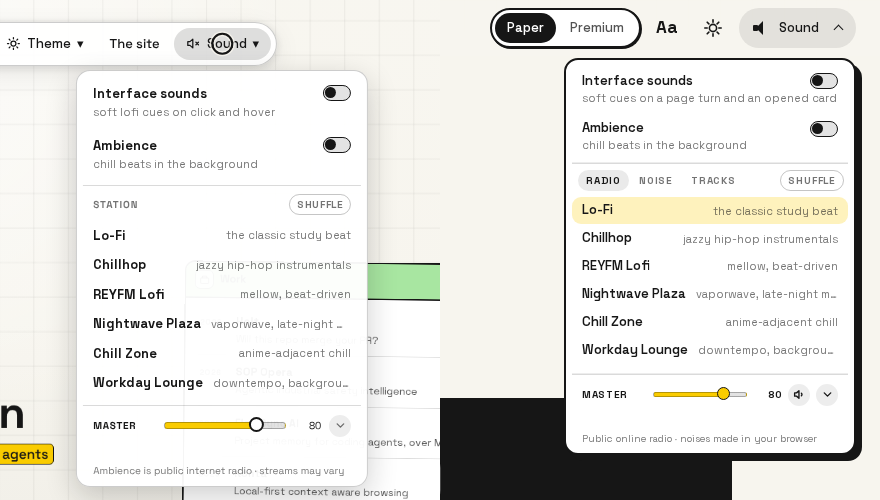 Theme ▾ The site Sound ▾
Interface sounds
soft lofi cues on click and hover
Ambience
chill beats in the background
STATION SHUFFLE
Lo-Fi the classic study beat
Chillhop jazzy hip-hop instrumentals
REYFM Lofi mellow, beat-driven
Nightwave Plaza vaporwave, late-night …
Chill Zone anime-adjacent chill
Workday Lounge downtempo, backgrou…
MASTER 80
Ambience is public internet radio · streams may vary
R?
telligence
agents, over M
Local-first context aware browsing
n
agents
Paper Premium Aa Sound
Interface sounds
soft cues on a page turn and an opened card
Ambience
chill beats in the background
RADIO NOISE TRACKS SHUFFLE
Lo-Fi the classic study beat
Chillhop jazzy hip-hop instrumentals
REYFM Lofi mellow, beat-driven
Nightwave Plaza vaporwave, late-night m…
Chill Zone anime-adjacent chill
Workday Lounge downtempo, backgrou…
MASTER 80
Public online radio · noises made in your browser